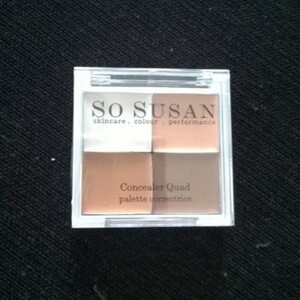 So Susan
skincare . colour . performance
Concealer Quad
palette correctrice